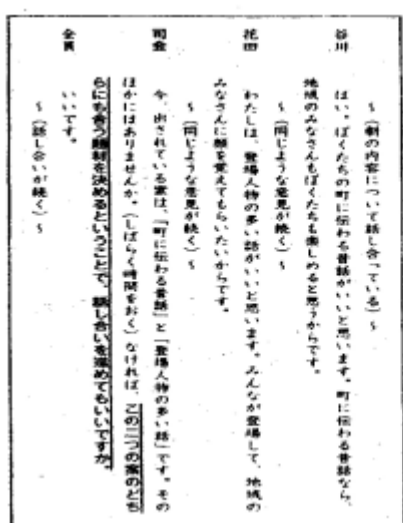 ～（劇の内容について話し合っている）～
谷川　はい。ぼくたちの町に伝わる昔話がいいと思います。町に伝わる昔話なら、
地域のみなさんもぼくたちも楽しめると思うからです。
～（同じような意見が続く）～
花田　わたしは、登場人物の多い話がいいと思います。みんなが登場して、地域の
みなさんに顔を覚えてもらいたいからです。
～（同じような意見が続く）～
司会　今、出されている案は、「町に伝わる昔話」と「登場人物の多い話」です。その
ほかにはありませんか。（しばらく時間をおく）なければ、この二つの案のどち
らにも合う題材を決めるということで、話し合いを進めてもいいですか。
全員　いいです。
～（話し合いが続く）～